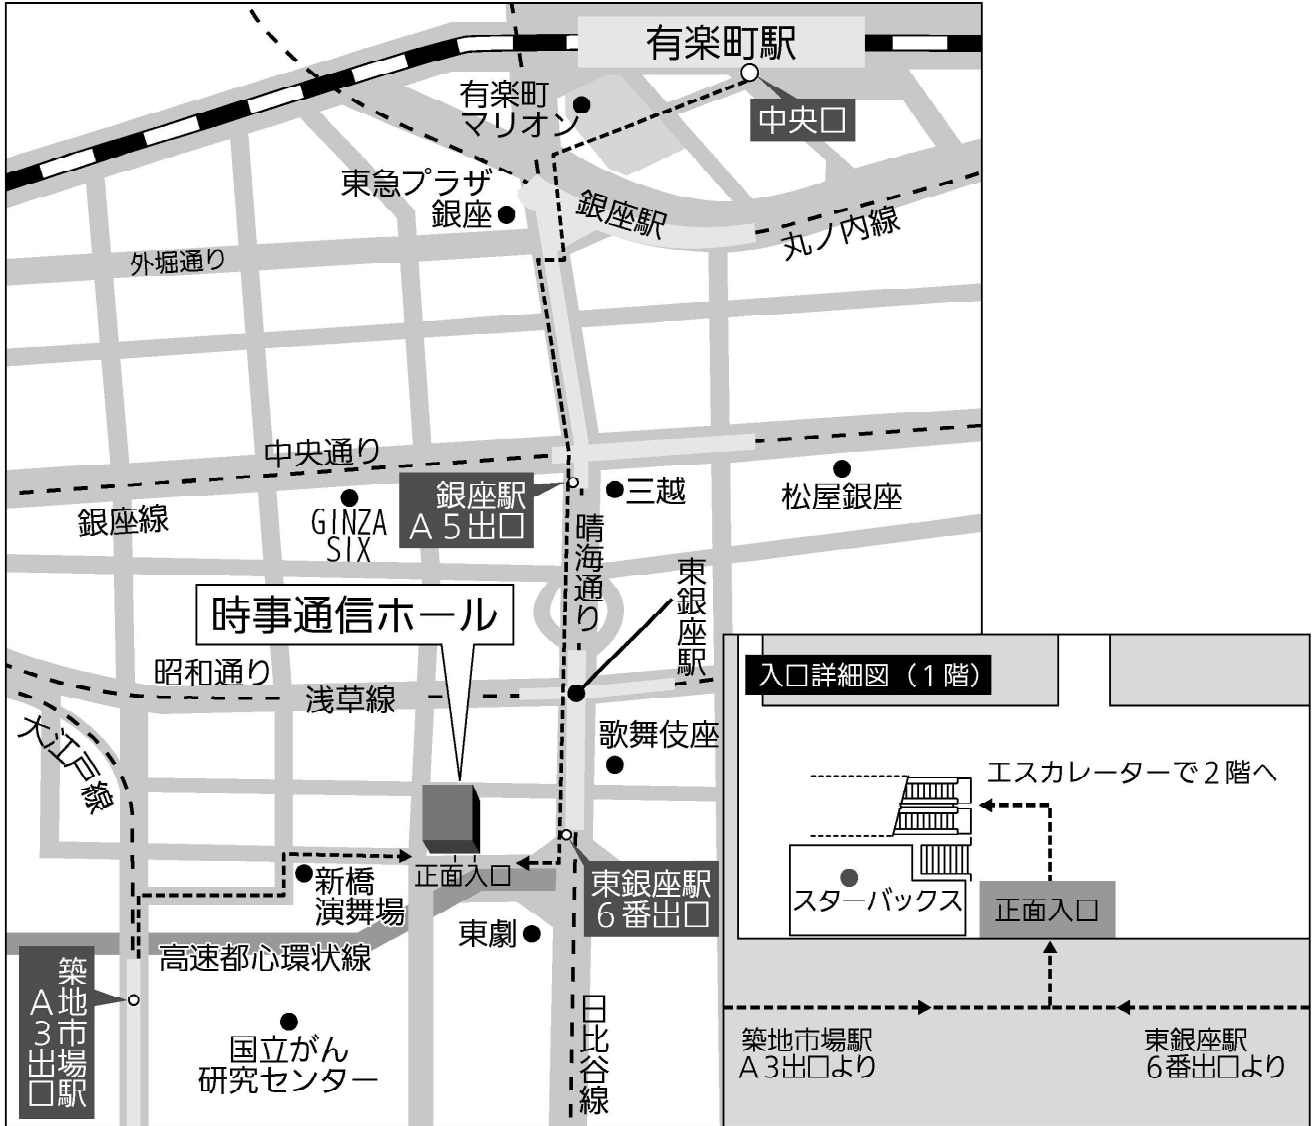 有楽町駅
中央口
有楽町
マリオン
東急プラザ
銀座
銀座駅
丸ノ内線
外堀通り
中央通り
銀座線
GINZA
SIX
銀座駅
A5出口
三越
松屋銀座
晴海通り
東銀座駅
時事通信ホール
昭和通り
浅草線
大江戸線
歌舞伎座
正面入口
新橋
演舞場
東銀座駅
6番出口
東劇
高速都心環状線
築地市場駅
A3出口
国立がん
研究センター
日比谷線
入口詳細図（1階）
エスカレーターで2階へ
スターバックス
正面入口
築地市場駅
A3出口より
東銀座駅
6番出口より